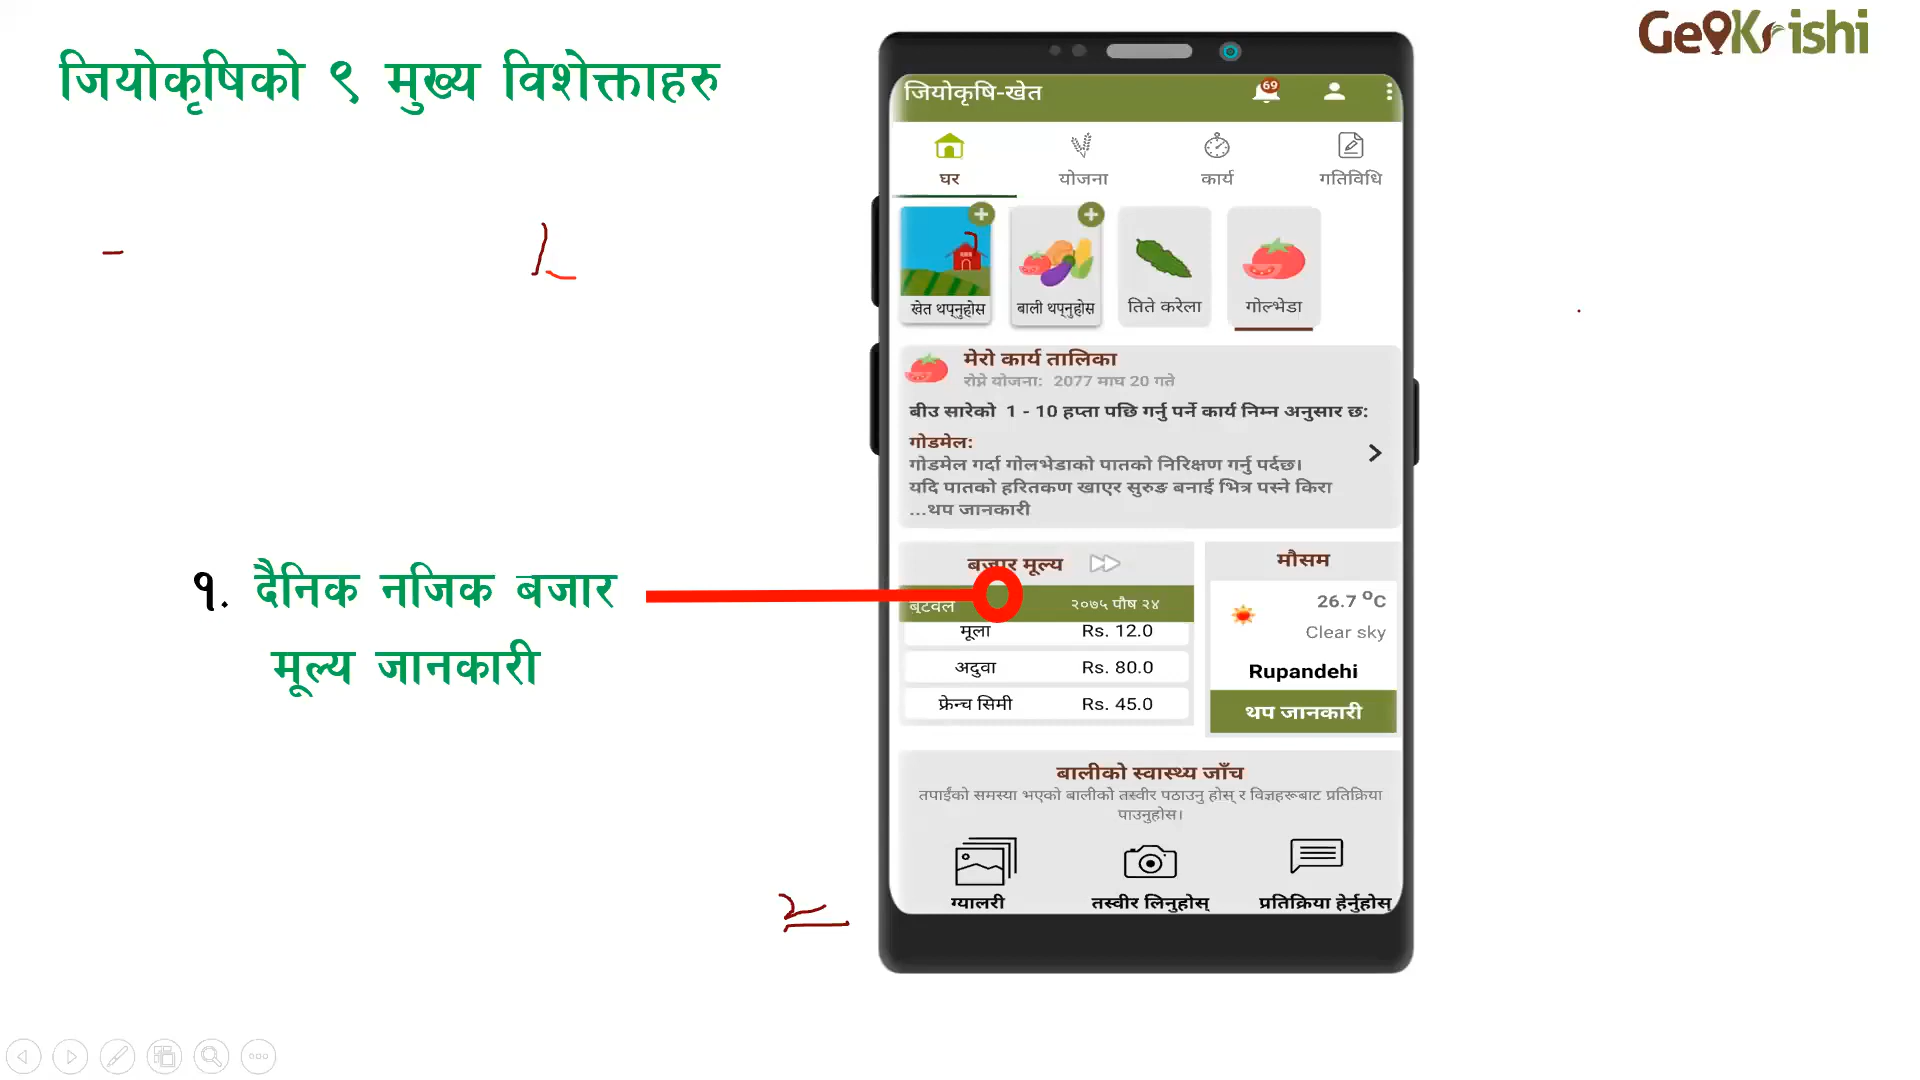 जियोकृषिको ९ मुख्य विशेक्ताहरु
GeoKrishi
१. दैनिक नजिक बजार
मूल्य जानकारी
जियोकृषि-खेत
69
घर
योजना
कार्य
गतिविधि
खेत थप्नुहोस
बाली थप्नुहोस
तिते करेला
गोल्भेडा
मेरो कार्य तालिका
रोप्ने योजना: 2077 माघ 20 गते
बीउ सारेको 1 - 10 हप्ता पछि गर्नु पर्ने कार्य निम्न अनुसार छ:
गोडमेल:
गोडमेल गर्दा गोलभेडाको पातको निरिक्षण गर्नु पर्दछ।
यदि पातको हरितकण खाएर सुरुङ बनाई भित्र पस्ने किरा
...थप जानकारी
बजार मूल्य
बुटवल २०७५ पौष २४
मूला Rs. 12.0
अदुवा Rs. 80.0
फ्रेन्च सिमी Rs. 45.0
मौसम
26.7 °C
Clear sky
Rupandehi
थप जानकारी
बालीको स्वास्थ्य जाँच
तपाईंको समस्या भएको बालीको तस्वीर पठाउनु होस् र विज्ञहरूबाट प्रतिक्रिया
पाउनुहोस।
ग्यालरी
तस्वीर लिनुहोस्
प्रतिक्रिया हेर्नुहोस्